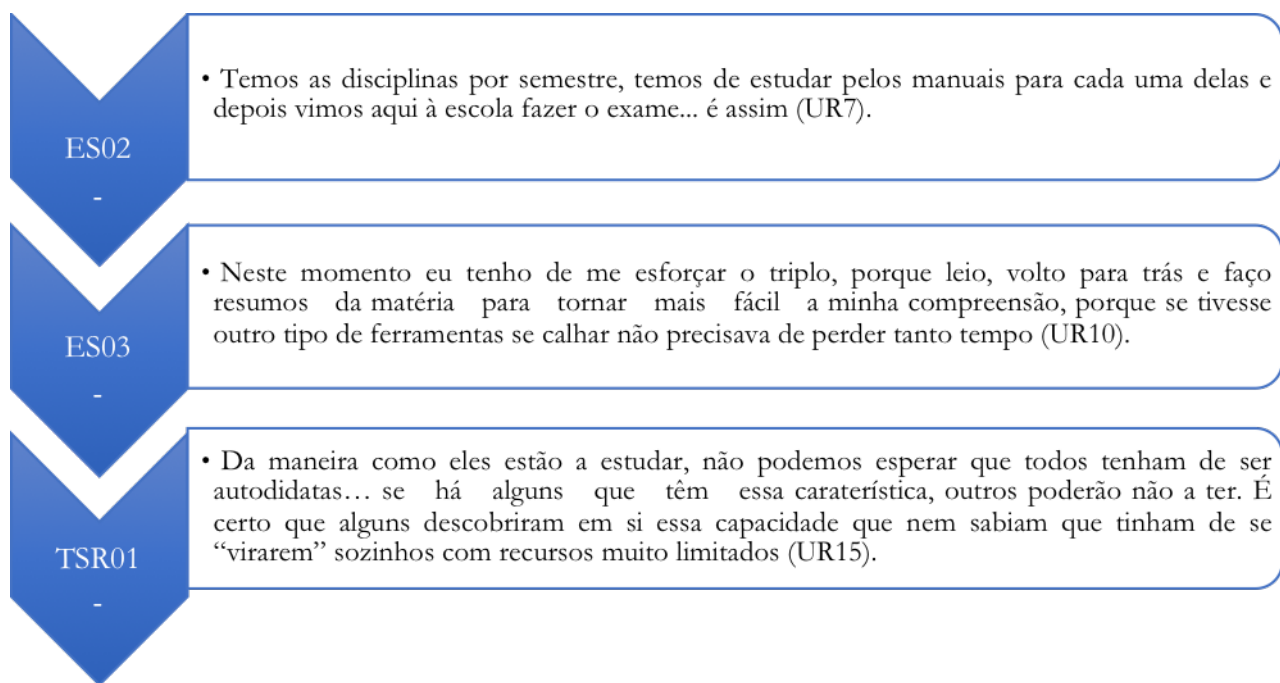 ES02
-
• Temos as disciplinas por semestre, temos de estudar pelos manuais para cada uma delas e
depois vimos aqui à escola fazer o exame... é assim (UR7).
ES03
-
• Neste momento eu tenho de me esforçar o triplo, porque leio, volto para trás e faço
resumos da matéria para tornar mais fácil a minha compreensão, porque se tivesse
outro tipo de ferramentas se calhar não precisava de perder tanto tempo (UR10).
TSR01
-
• Da maneira como eles estão a estudar, não podemos esperar que todos tenham de ser
autodidatas… se há alguns que têm essa caraterística, outros poderão não a ter. É
certo que alguns descobriram em si essa capacidade que nem sabiam que tinham de se
“virarem” sozinhos com recursos muito limitados (UR15).